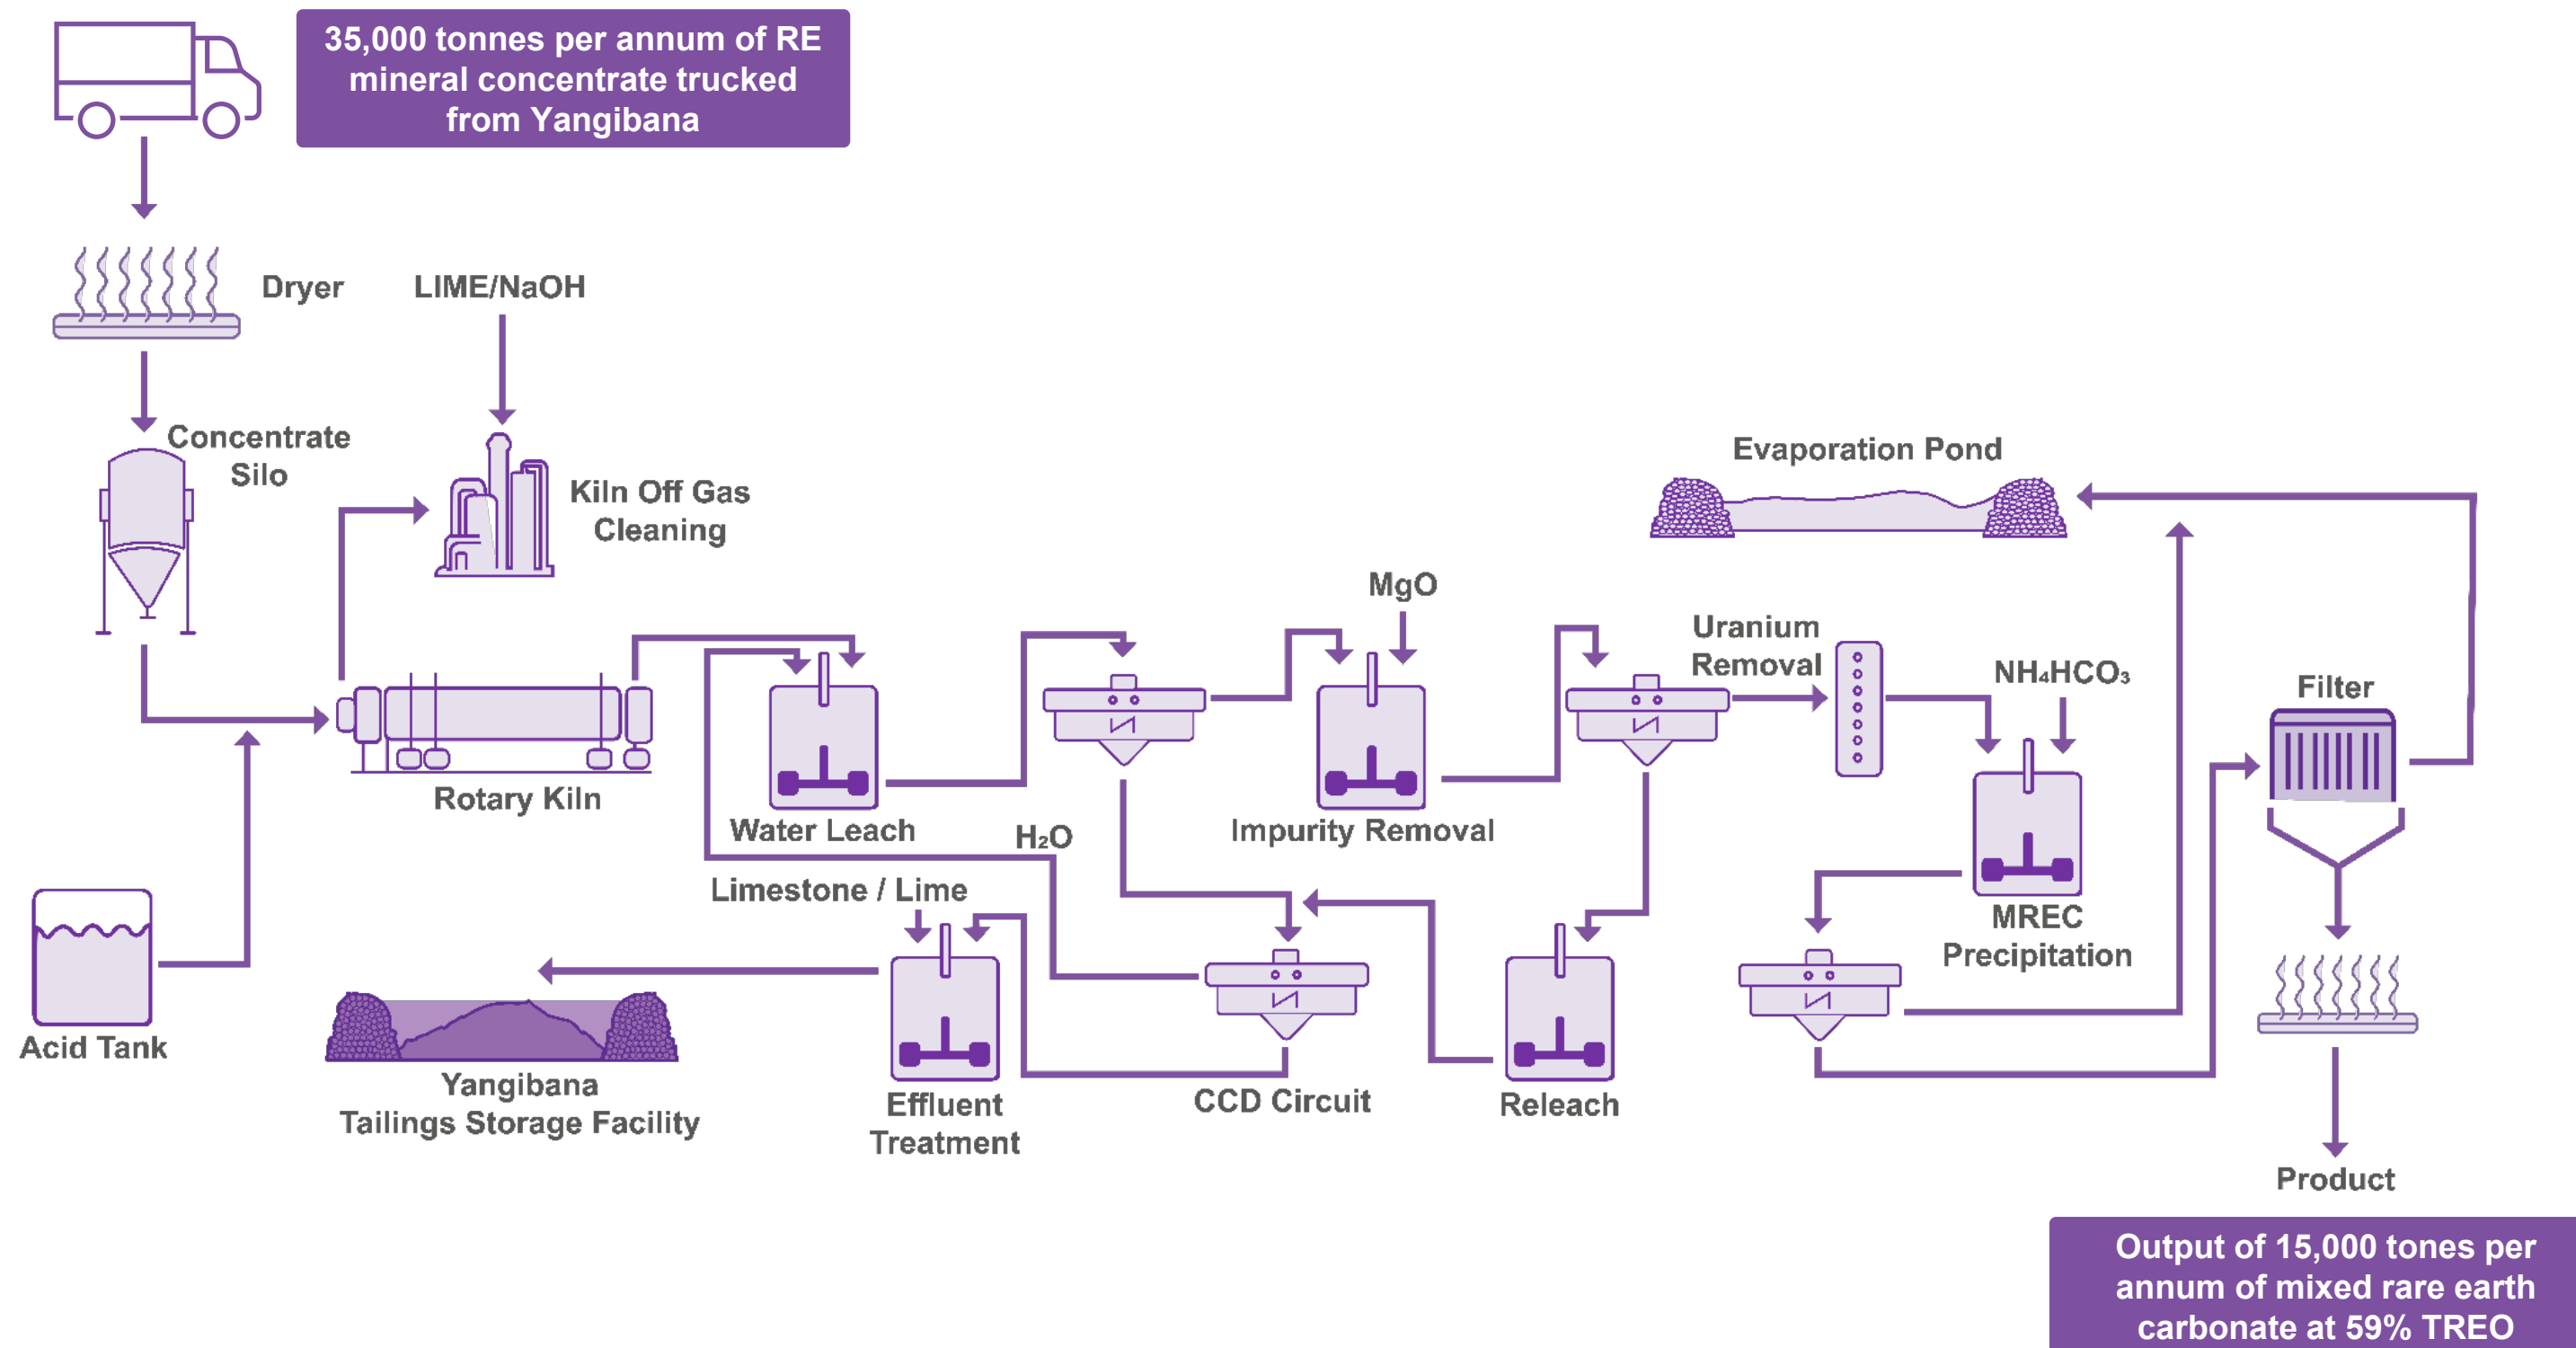 35,000 tonnes per annum of RE
mineral concentrate trucked
from Yangibana
Dryer
LIME/NaOH
Concentrate
Silo
Kiln Off Gas
Cleaning
Evaporation Pond
MgO
Uranium
Removal
NH₄HCO₃
Filter
Rotary Kiln
Water Leach
H₂O
Impurity Removal
Limestone / Lime
MREC
Precipitation
Acid Tank
Yangibana
Tailings Storage Facility
Effluent
Treatment
CCD Circuit
Releach
Product
Output of 15,000 tones per
annum of mixed rare earth
carbonate at 59% TREO